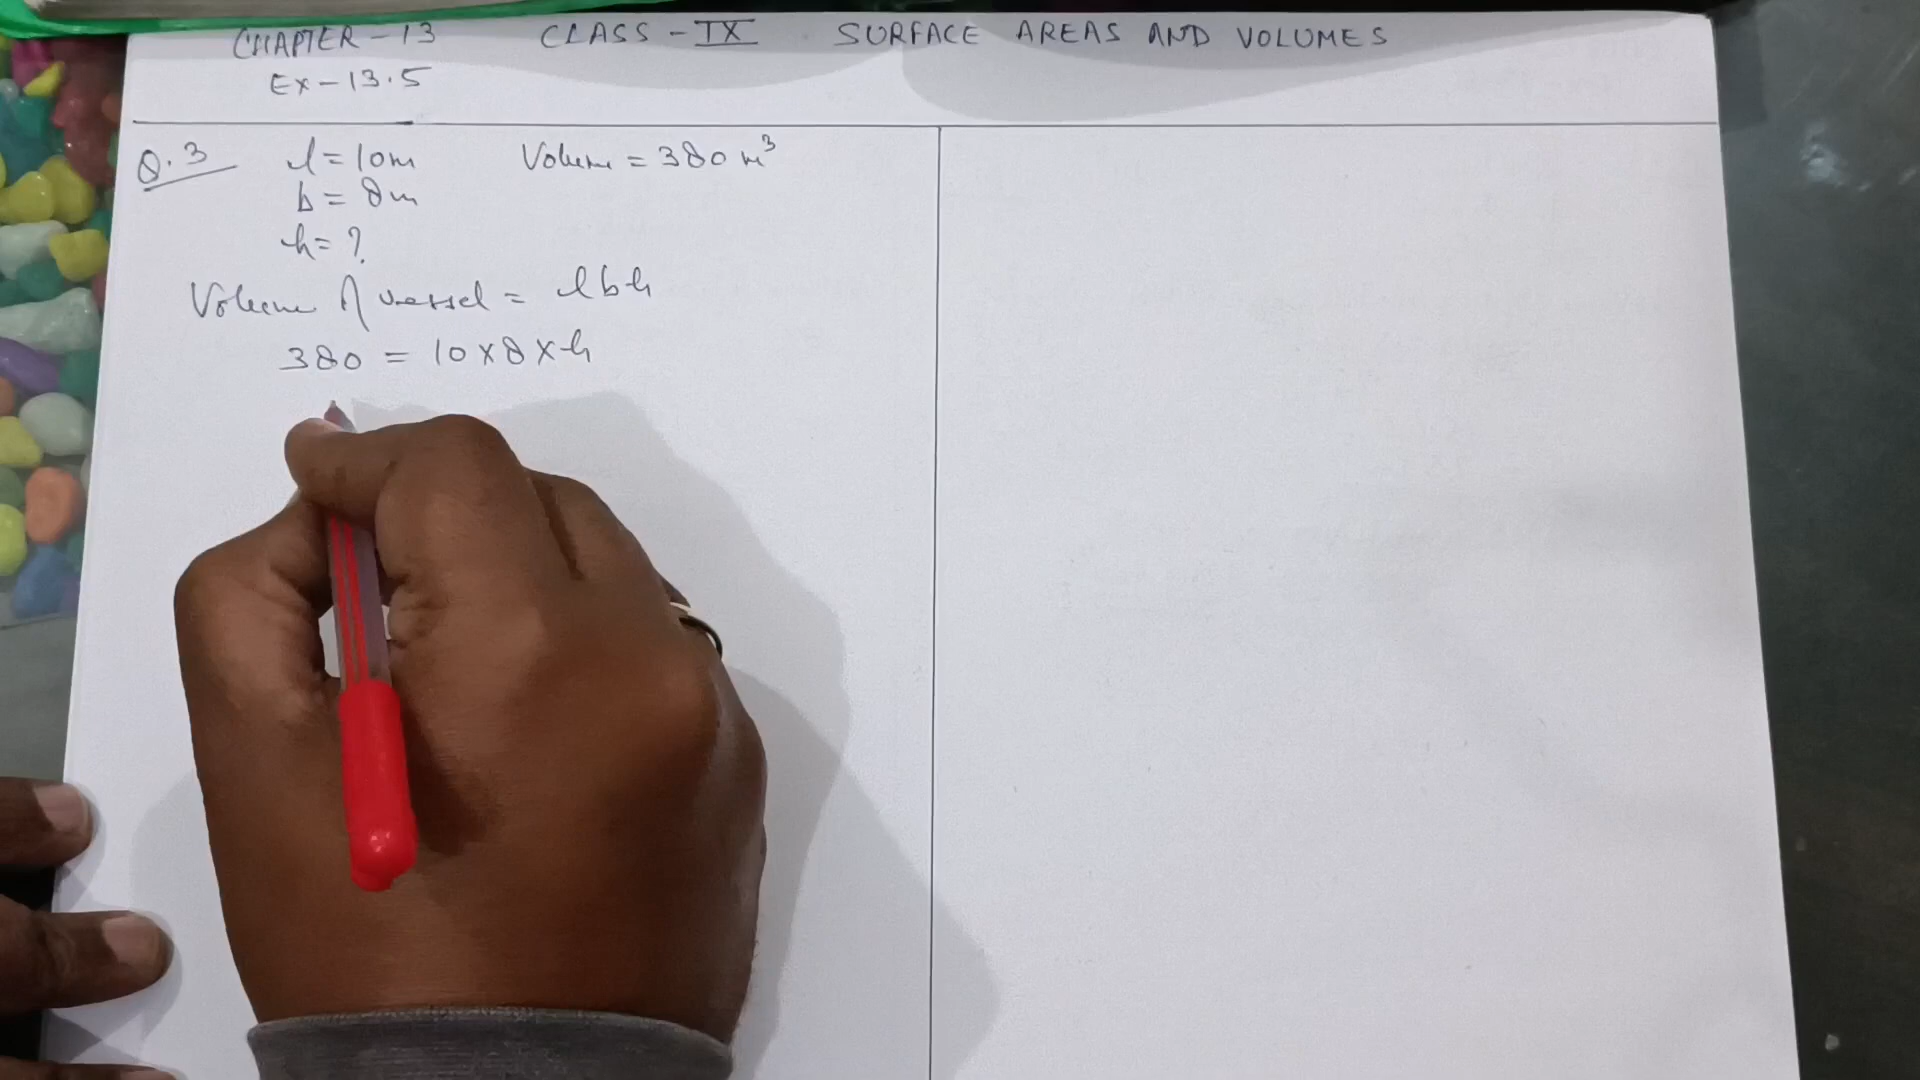 CHAPTER - 13 CLASS - IX SURFACE AREAS AND VOLUMES
Ex - 13.5
Q.3 l = 10m Volume = 380 m³
b = 8m
h = ?
Volume of vessel = lbh
380 = 10 × 8 × h